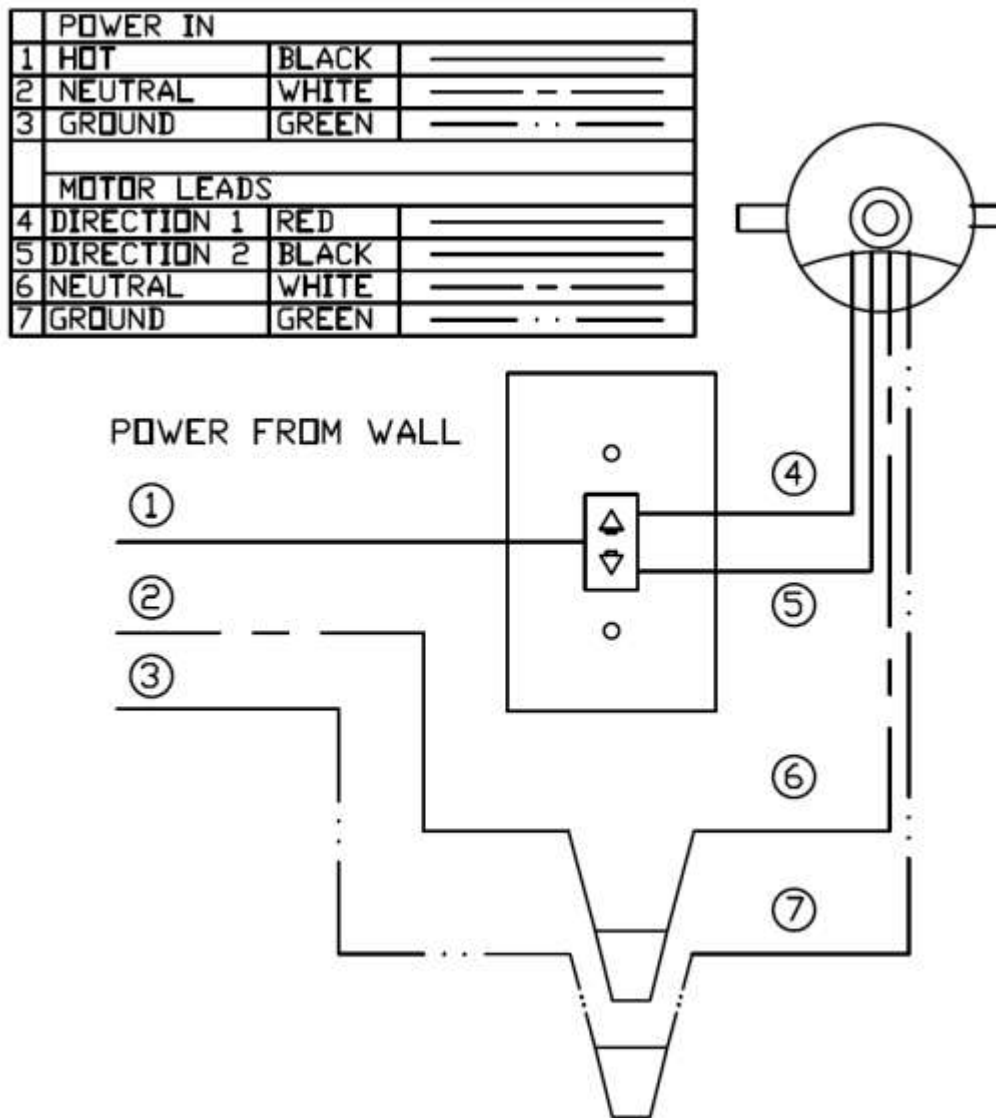 POWER IN
1 HOT BLACK
2 NEUTRAL WHITE
3 GROUND GREEN
MOTOR LEADS
4 DIRECTION 1 RED
5 DIRECTION 2 BLACK
6 NEUTRAL WHITE
7 GROUND GREEN
POWER FROM WALL
1
2
3
4
5
6
7